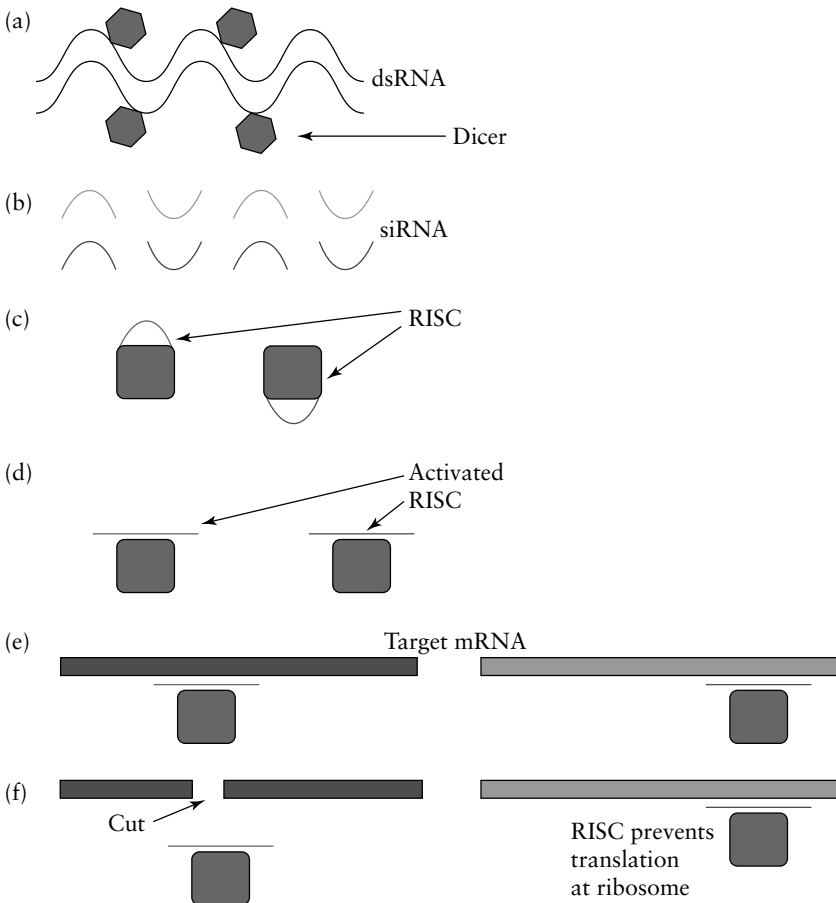 (a)
dsRNA
Dicer
(b)
siRNA
(c)
RISC
(d)
Activated
RISC
(e)
Target mRNA
(f)
Cut
RISC prevents
translation
at ribosome